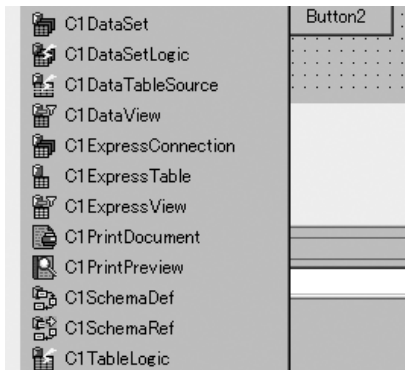 C1DataSet
Button2
C1DataSetLogic
C1DataTableSource
C1DataView
C1ExpressConnection
C1ExpressTable
C1ExpressView
C1PrintDocument
C1PrintPreview
C1SchemaDef
C1SchemaRef
C1TableLogic